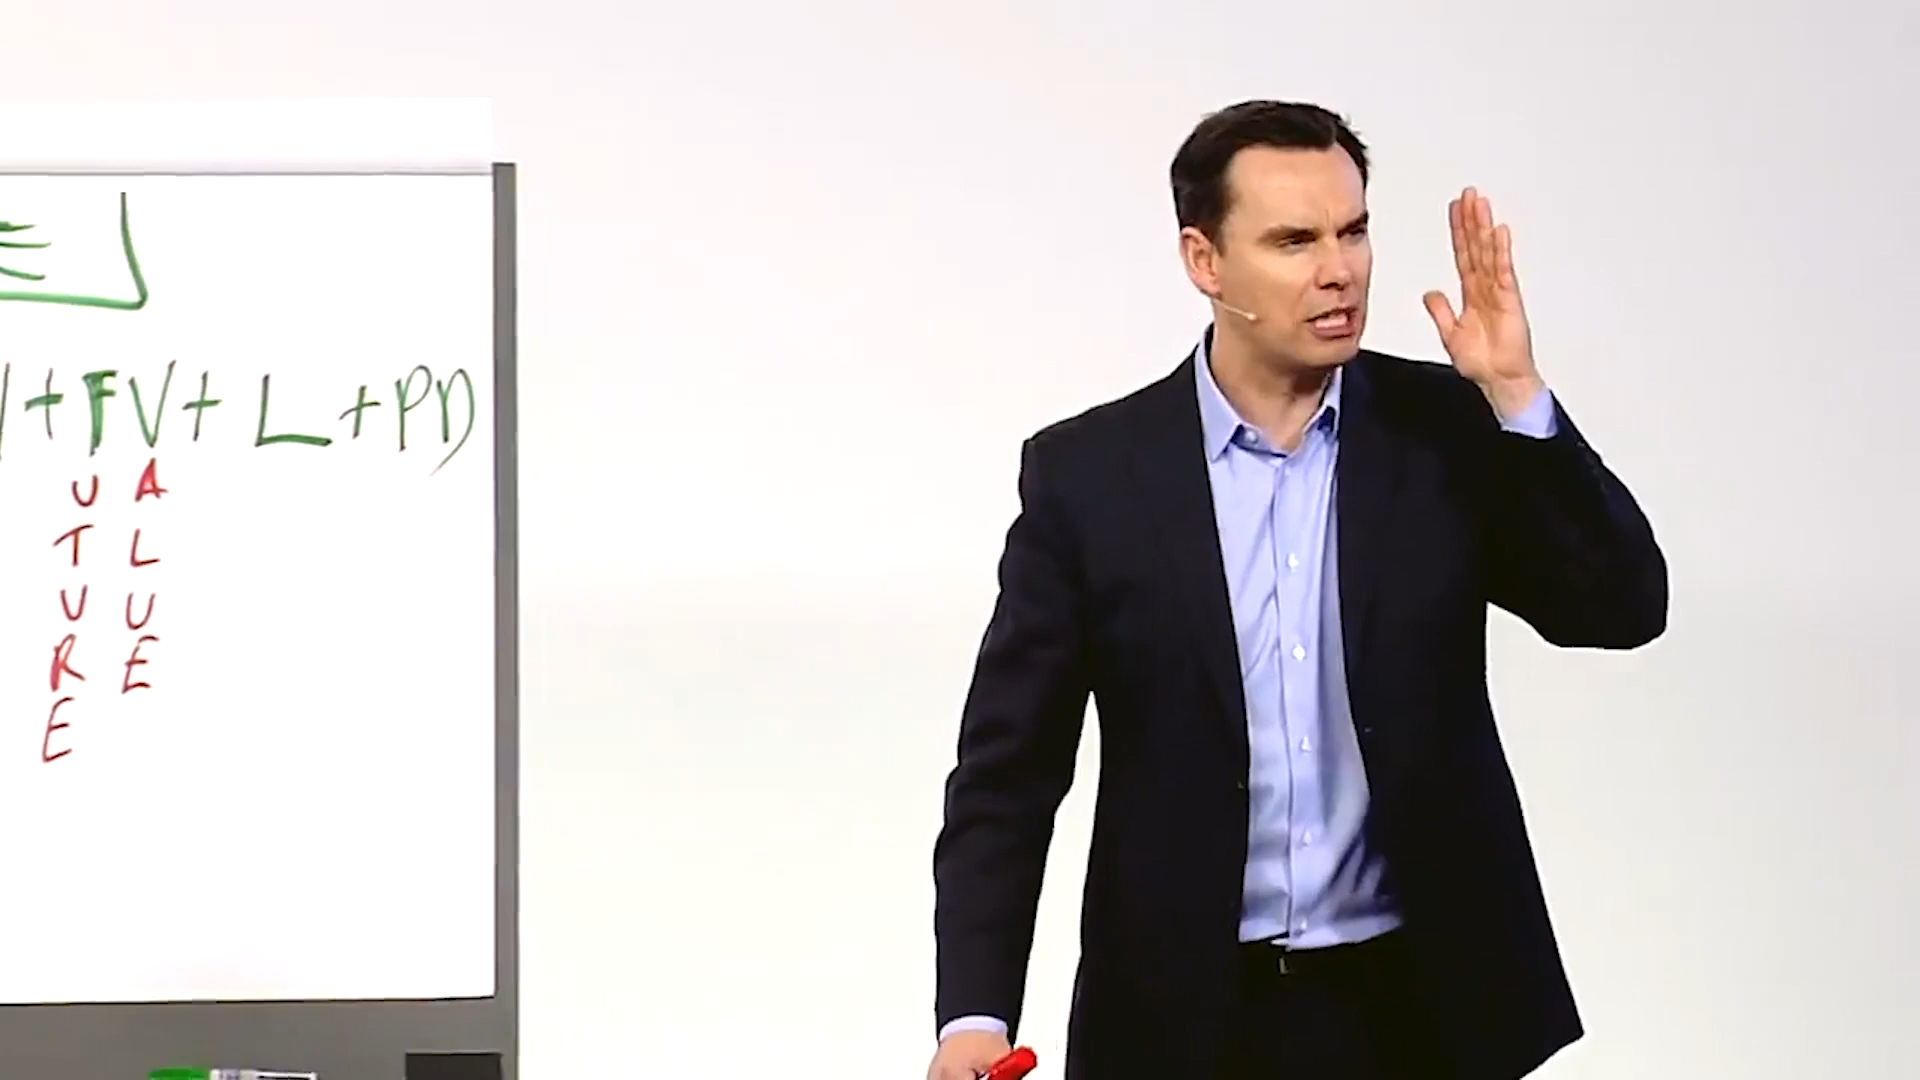 + FV + L + PD
U A
T L
U U
R E
E